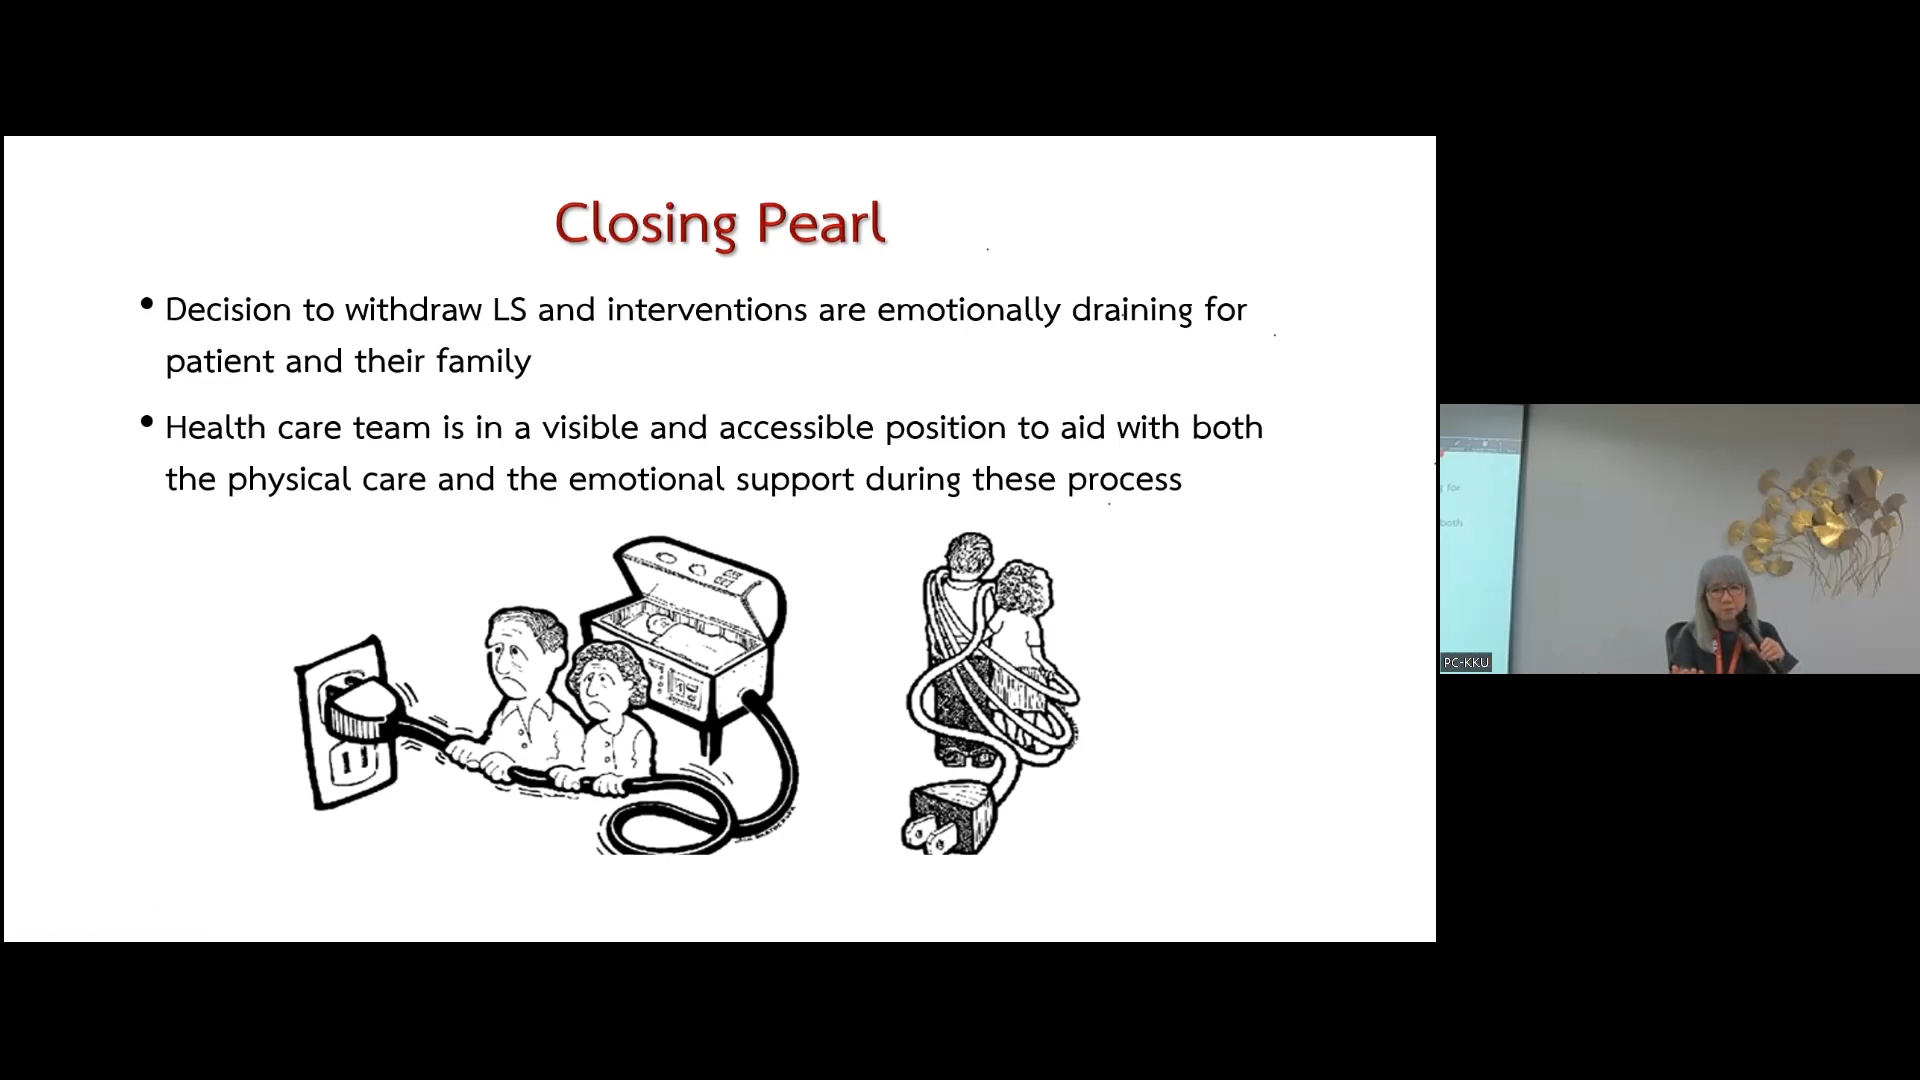 Closing Pearl
• Decision to withdraw LS and interventions are emotionally draining for
patient and their family
• Health care team is in a visible and accessible position to aid with both
the physical care and the emotional support during these process
for
both
PC-KKU